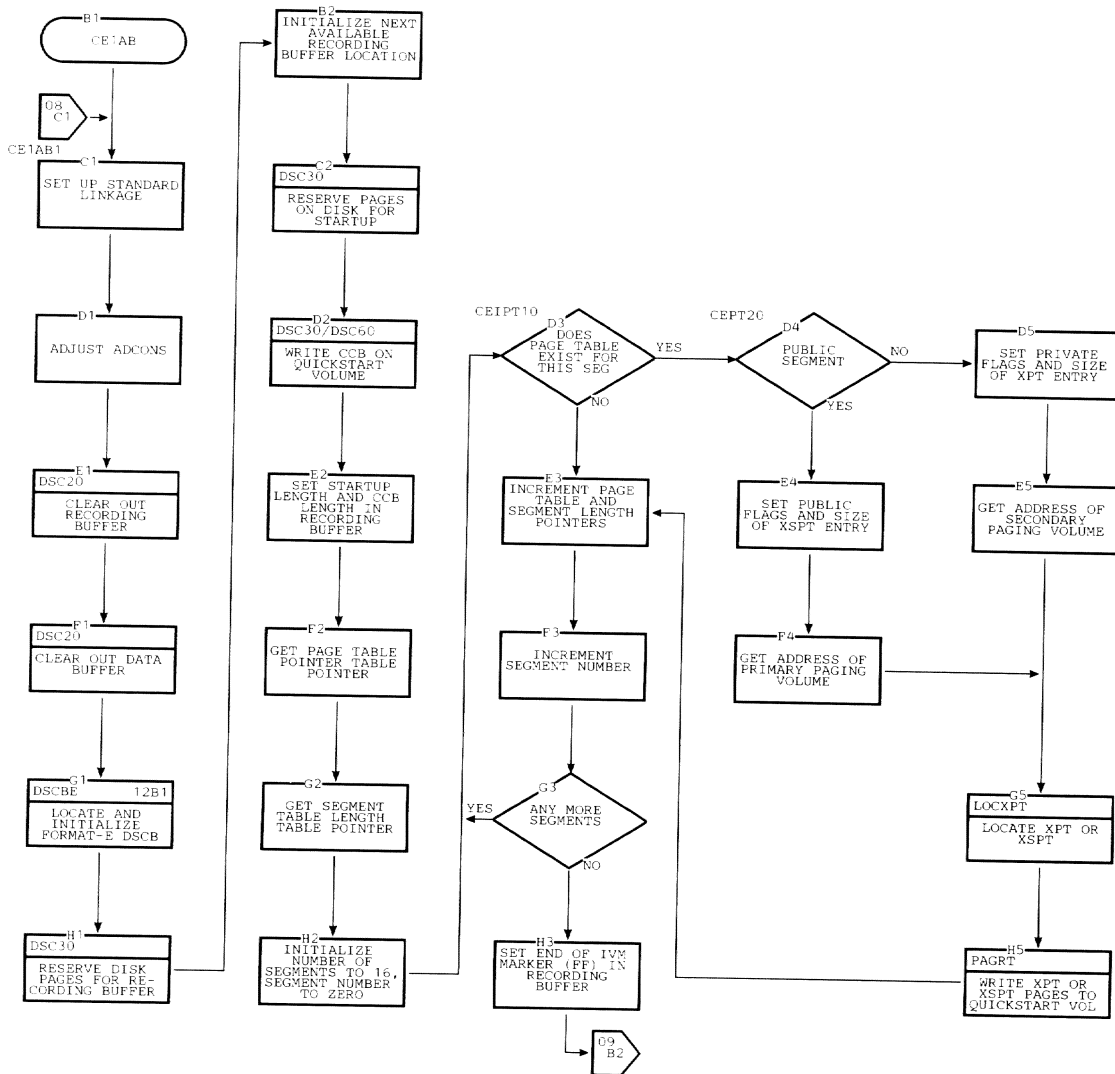 B1
CE1AB
08
C1
CE1AB1
C1
SET UP STANDARD
LINKAGE
D1
ADJUST ADCONS
E1
DSC20
CLEAR OUT
RECORDING
BUFFER
F1
DSC20
CLEAR OUT DATA
BUFFER
G1
DSCBE 12B1
LOCATE AND
INITIALIZE
FORMAT-E DSCB
H1
DSC30
RESERVE DISK
PAGES FOR RE-
CORDING BUFFER
B2
INITIALIZE NEXT
AVAILABLE
RECORDING
BUFFER LOCATION
C2
DSC30
RESERVE PAGES
ON DISK FOR
STARTUP
D2
DSC30/DSC60
WRITE CCB ON
QUICKSTART
VOLUME
E2
SET STARTUP
LENGTH AND CCB
LENGTH IN
RECORDING
BUFFER
F2
GET PAGE TABLE
POINTER TABLE
POINTER
G2
GET SEGMENT
TABLE LENGTH
TABLE POINTER
H2
INITIALIZE
NUMBER OF
SEGMENTS TO 16,
SEGMENT NUMBER
TO ZERO
CEIPT10
D3
DOES
PAGE TABLE
EXIST FOR
THIS SEG
YES
NO
E3
INCREMENT PAGE
TABLE AND
SEGMENT LENGTH
POINTERS
F3
INCREMENT
SEGMENT NUMBER
G3
ANY MORE
SEGMENTS
YES
NO
H3
SET END OF IVM
MARKER (FF) IN
RECORDING
BUFFER
09
B2
CEPT20
D4
PUBLIC
SEGMENT
NO
YES
E4
SET PUBLIC
FLAGS AND SIZE
OF XSPT ENTRY
F4
GET ADDRESS OF
PRIMARY PAGING
VOLUME
D5
SET PRIVATE
FLAGS AND SIZE
OF XPT ENTRY
E5
GET ADDRESS OF
SECONDARY
PAGING VOLUME
G5
LOCXPT
LOCATE XPT OR
XSPT
H5
PAGRT
WRITE XPT OR
XSPT PAGES TO
QUICKSTART VOL